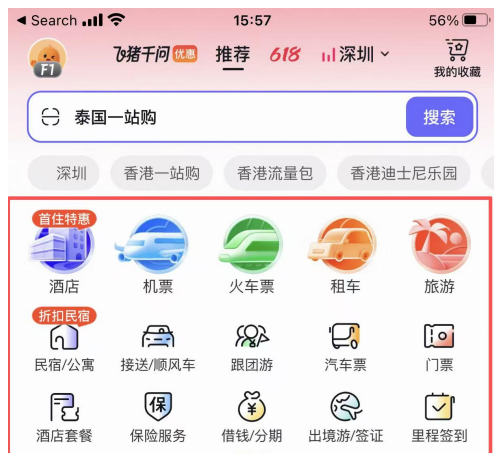 Search 15:57 56%
飞猪千问 优惠 推荐 618 深圳
F1 我的收藏
泰国一站购 搜索
深圳 香港一站购 香港流量包 香港迪士尼乐园
首住特惠
酒店 机票 火车票 租车 旅游
折扣民宿
民宿/公寓 接送/顺风车 跟团游 汽车票 门票
保
酒店套餐 保险服务 借钱/分期 出境游/签证 里程签到